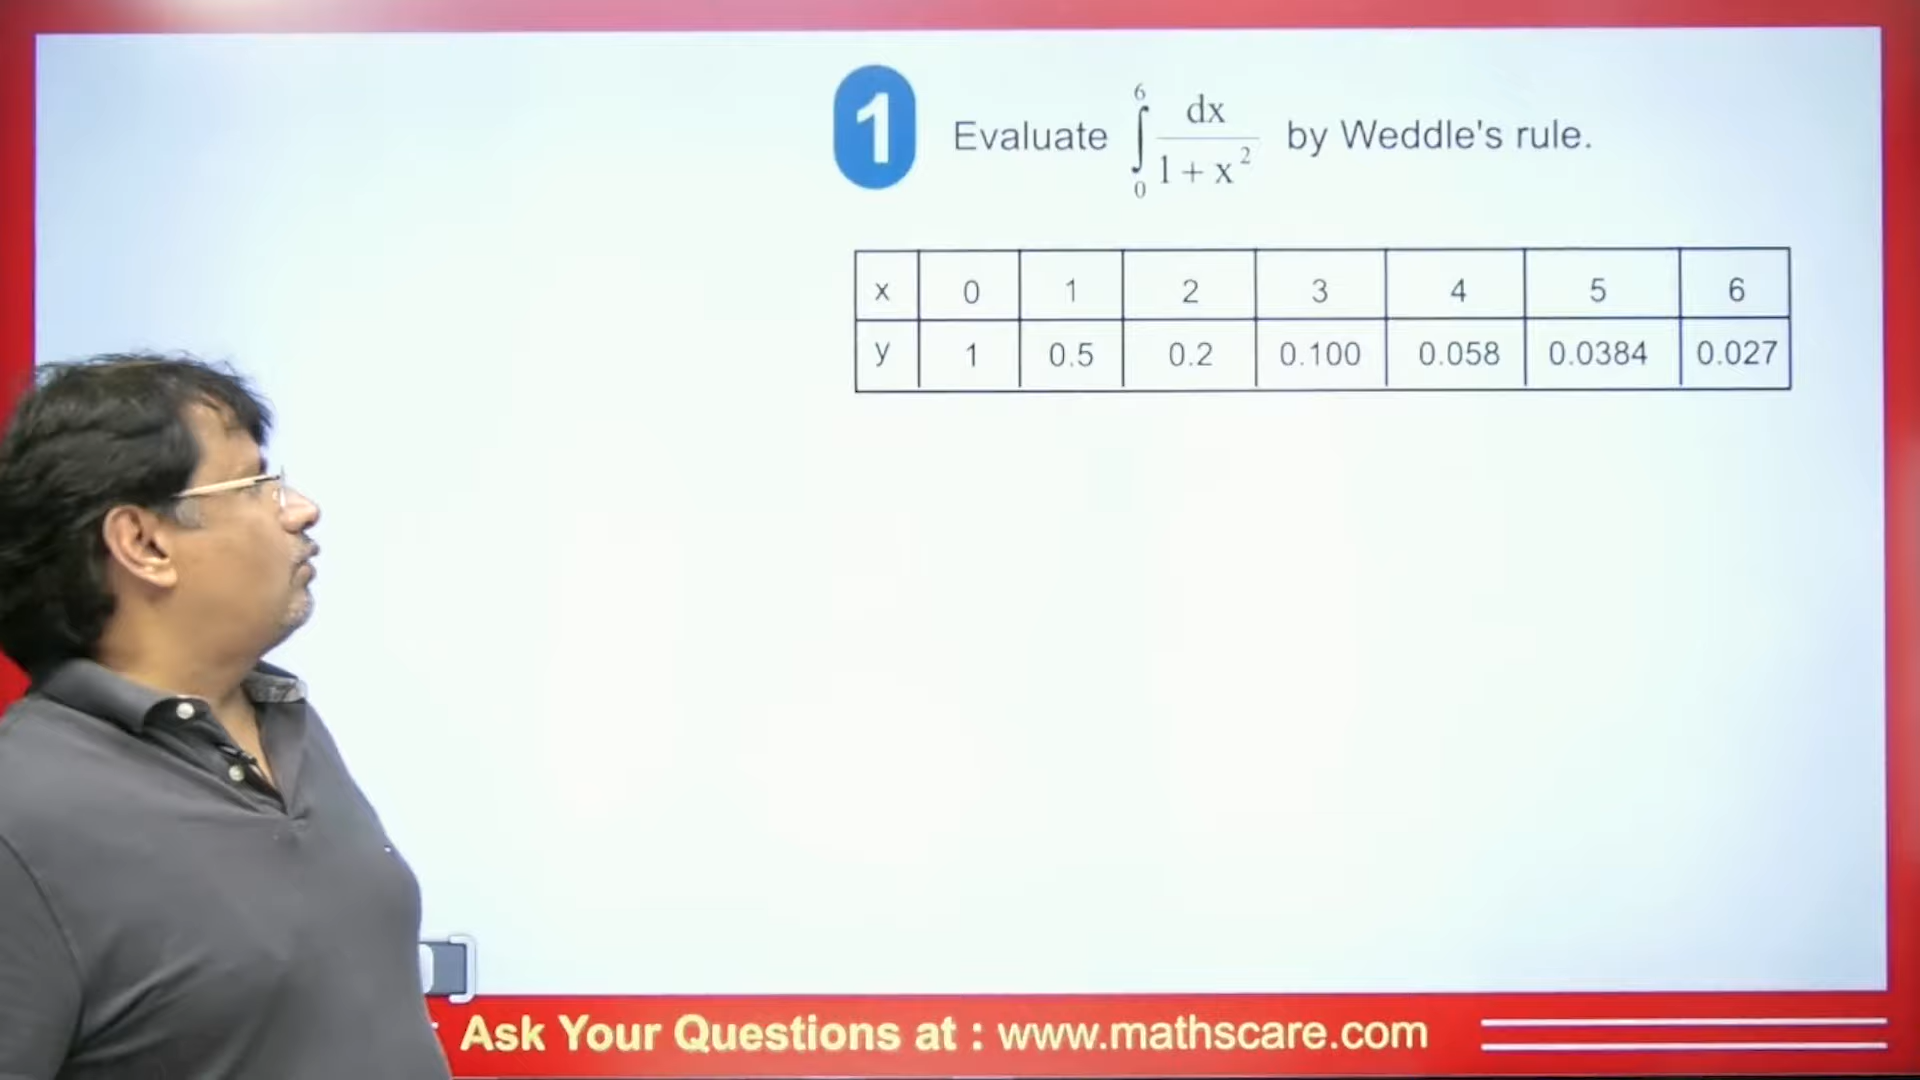 1
Evaluate ∫₀⁶ dx / (1 + x²) by Weddle's rule.
x 0 1 2 3 4 5 6
y 1 0.5 0.2 0.100 0.058 0.0384 0.027
Ask Your Questions at : www.mathscare.com